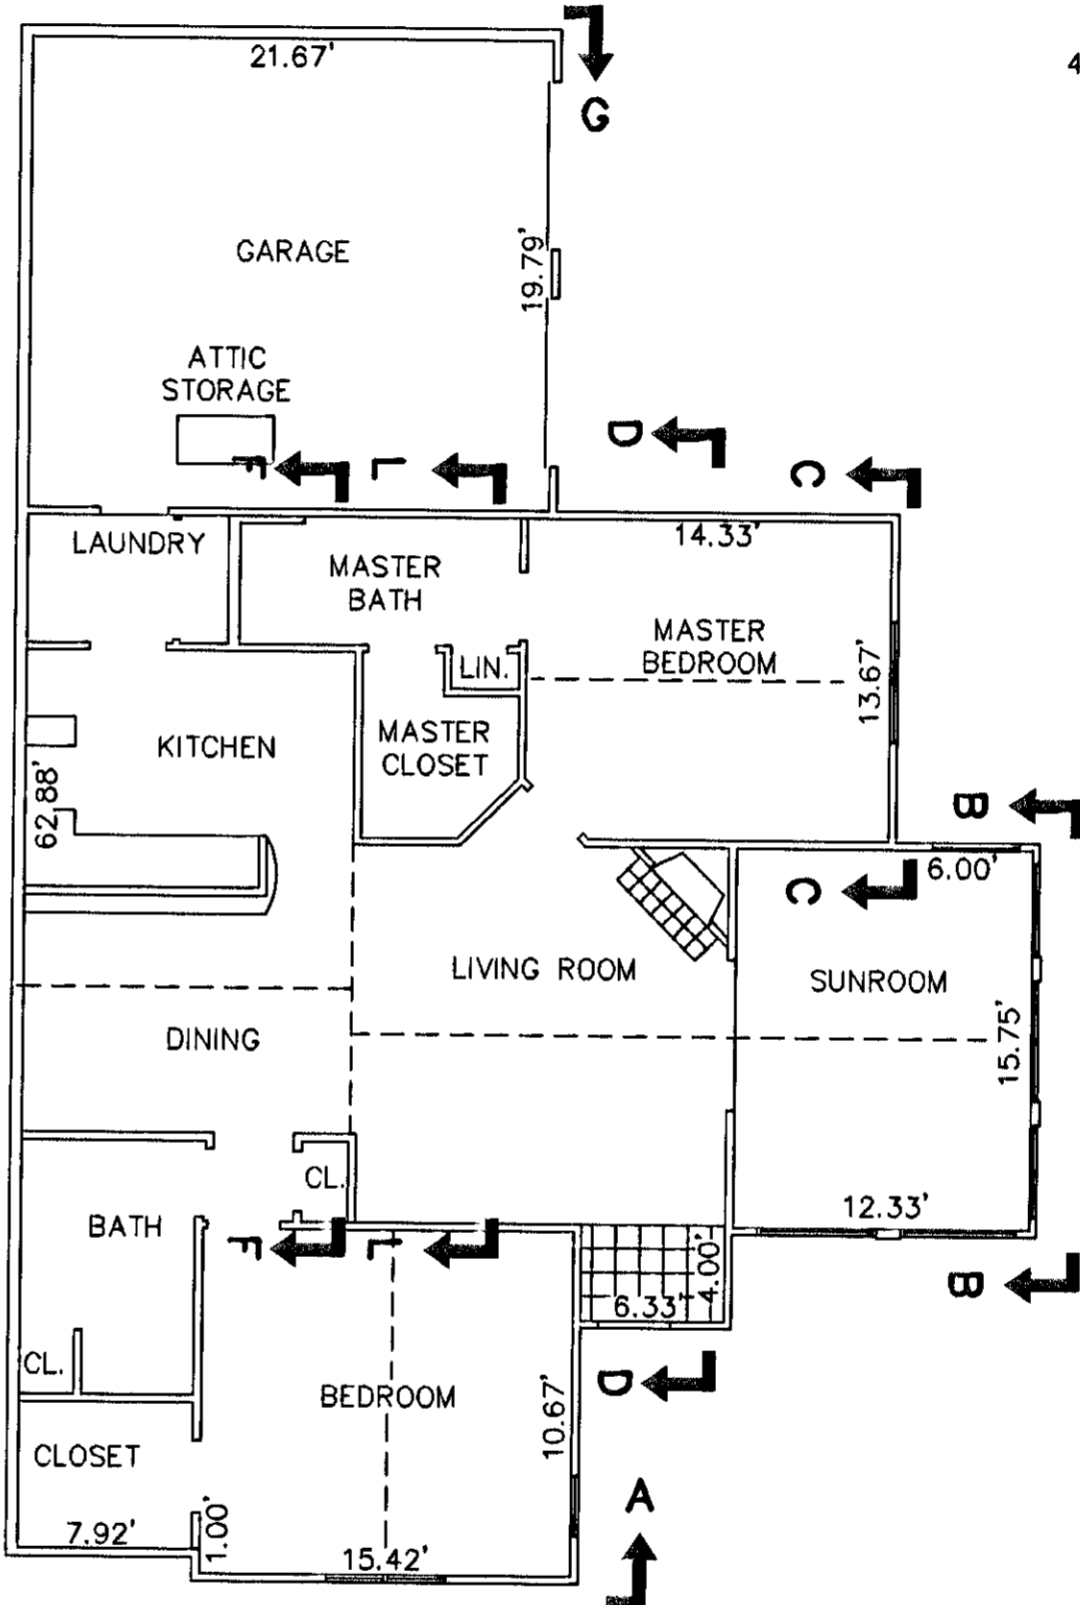 21.67'
4
G
GARAGE
19.79'
ATTIC
STORAGE
D
F
L
C
LAUNDRY
14.33'
MASTER
BATH
MASTER
BEDROOM
LIN.
13.67'
KITCHEN
MASTER
CLOSET
62.88'
B
6.00'
C
LIVING ROOM
SUNROOM
DINING
15.75'
CL.
BATH
12.33'
F
L
4.00'
6.33'
B
CL.
D
BEDROOM
10.67'
CLOSET
A
7.92'
1.00'
15.42'